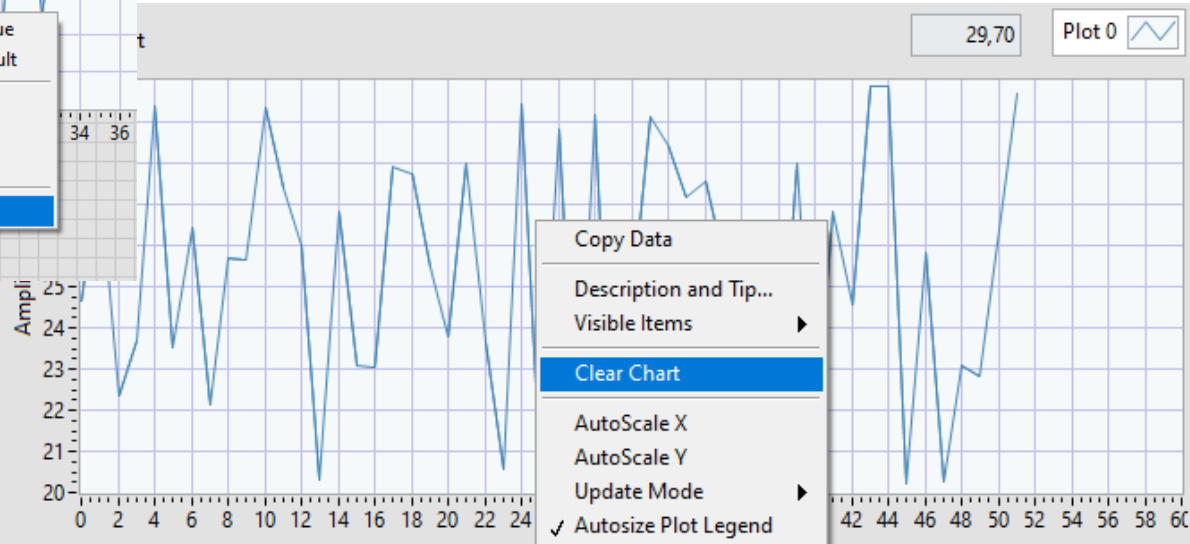 ue
ult
t
29,70
Plot 0
34 36
Ampli
25
24
23
22
21
20
Copy Data
Description and Tip...
Visible Items
Clear Chart
AutoScale X
AutoScale Y
Update Mode
Autosize Plot Legend
0 2 4 6 8 10 12 14 16 18 20 22 24 42 44 46 48 50 52 54 56 58 60